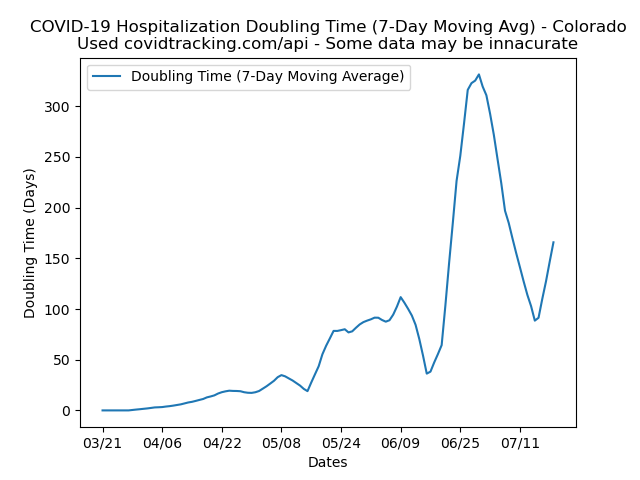 COVID-19 Hospitalization Doubling Time (7-Day Moving Avg) - Colorado
Used covidtracking.com/api - Some data may be innacurate
Doubling Time (7-Day Moving Average)
Doubling Time (Days)
300
250
200
150
100
50
0
03/21 04/06 04/22 05/08 05/24 06/09 06/25 07/11
Dates